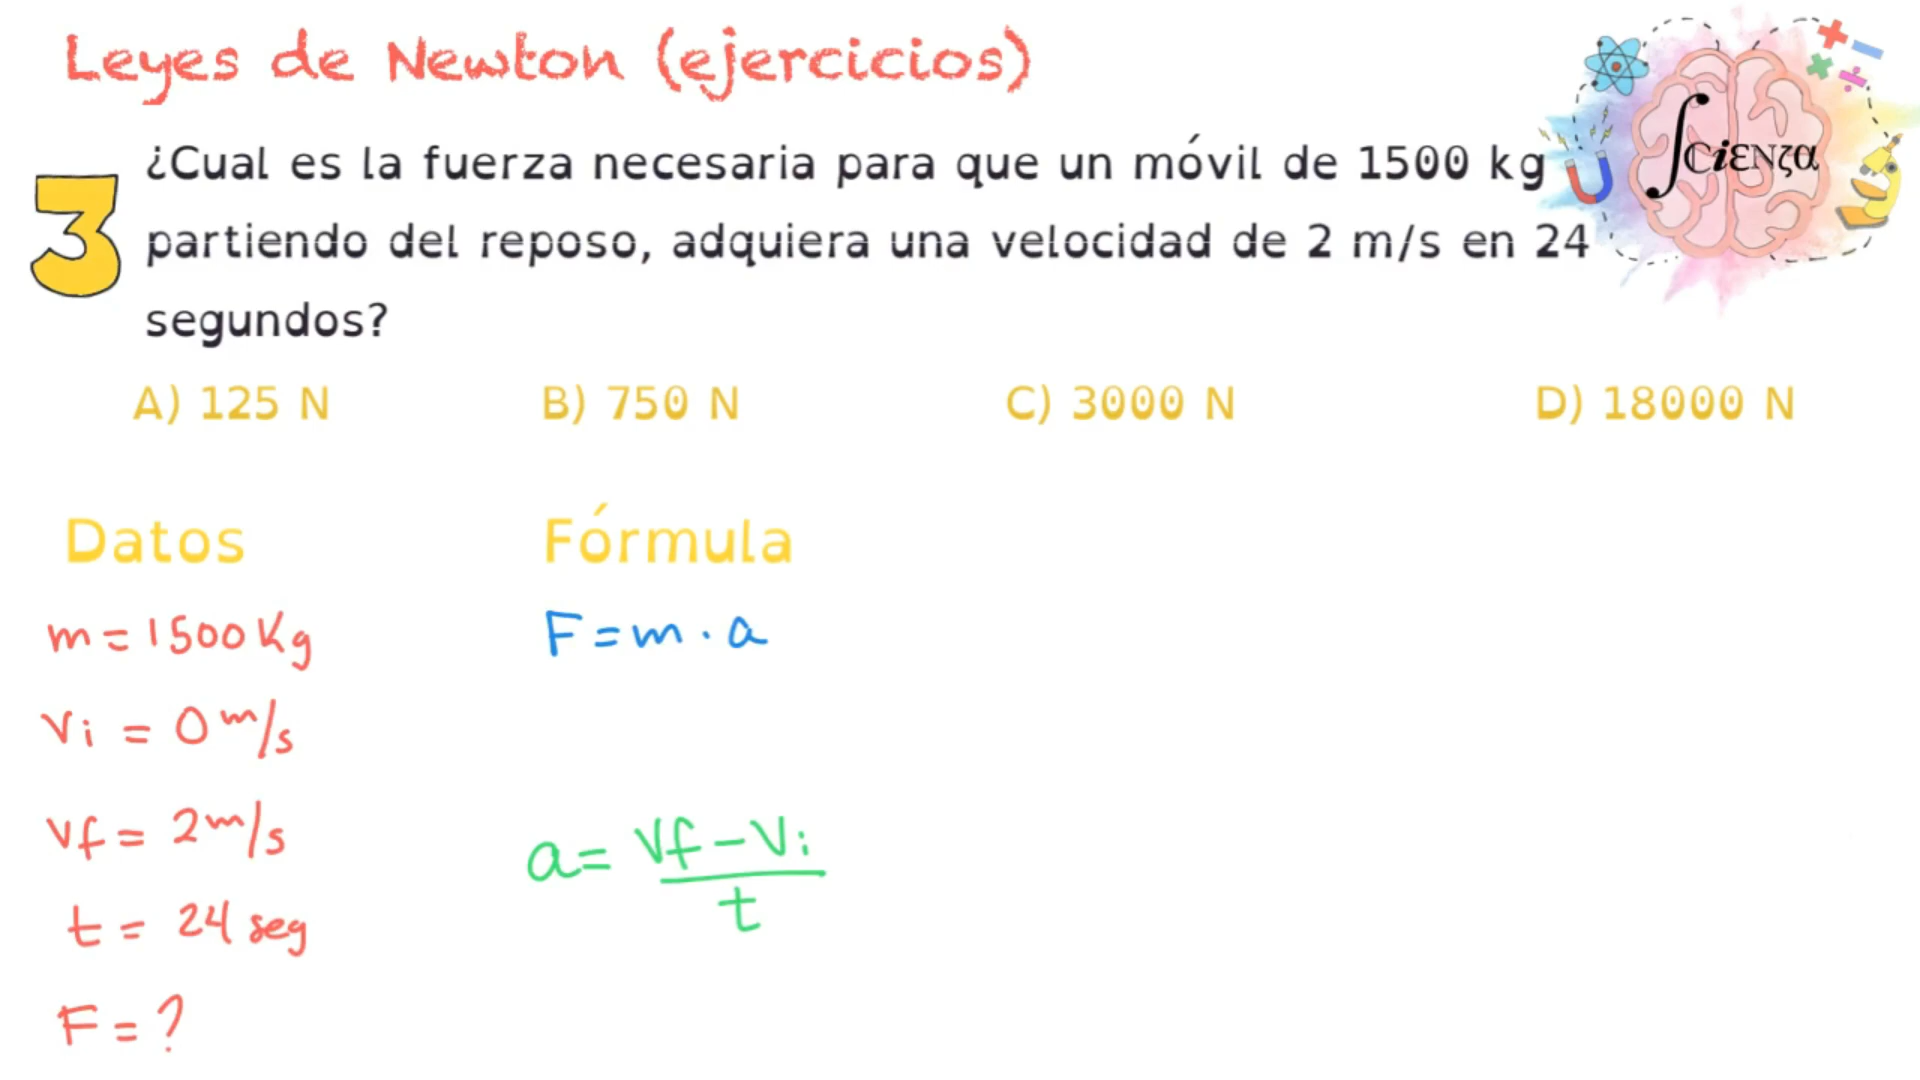 Leyes de Newton (ejercicios)
3
¿Cual es la fuerza necesaria para que un móvil de 1500 kg
partiendo del reposo, adquiera una velocidad de 2 m/s en 24
segundos?
A) 125 N B) 750 N C) 3000 N D) 18000 N
Datos Fórmula
m = 1500 Kg F = m · a
vi = 0 m/s
vf = 2 m/s a = vf - vi / t
t = 24 seg
F = ?
∫CiεNζα